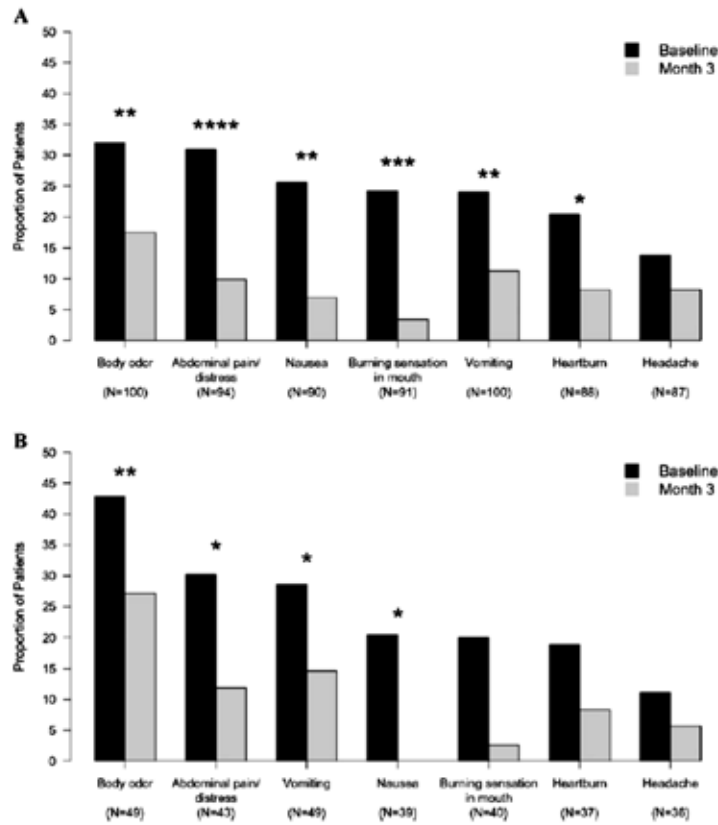 A
50
45
40
35
30
25
20
15
10
5
0
Proportion of Patients
Baseline
Month 3
**
****
**
***
**
*
Body odor
(N=100)
Abdominal pain/
distress
(N=94)
Nausea
(N=90)
Burning sensation
in mouth
(N=91)
Vomiting
(N=100)
Heartburn
(N=88)
Headache
(N=87)
B
50
45
40
35
30
25
20
15
10
5
0
Proportion of Patients
Baseline
Month 3
**
*
*
*
Body odor
(N=49)
Abdominal pain/
distress
(N=43)
Vomiting
(N=49)
Nausea
(N=39)
Burning sensation
in mouth
(N=40)
Heartburn
(N=37)
Headache